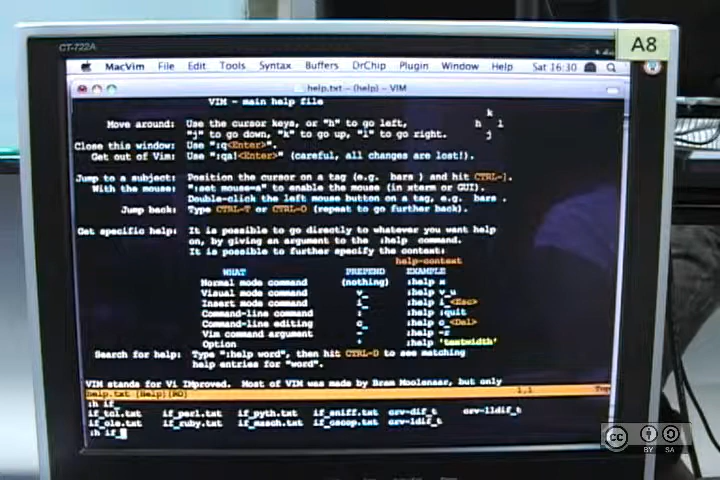 CT-722A
A8
MacVim File Edit Tools Syntax Buffers DrChip Plugin Window Help Sat 16:30
help.txt – (help) – VIM
VIM - main help file
k
Move around: Use the cursor keys, or "h" to go left, h l
"j" to go down, "k" to go up, "l" to go right. j
Close this window: Use ":q<Enter>".
Get out of Vim: Use ":qa!<Enter>" (careful, all changes are lost!).
Jump to a subject: Position the cursor on a tag (e.g. bars ) and hit CTRL-].
With the mouse: ":set mouse=a" to enable the mouse (in xterm or GUI).
Double-click the left mouse button on a tag, e.g. bars .
Jump back: Type CTRL-T or CTRL-O (repeat to go further back).
Get specific help: It is possible to go directly to whatever you want help
on, by giving an argument to the :help command.
It is possible to further specify the context:
help-context
WHAT PREPEND EXAMPLE
Normal mode command (nothing) :help x
Visual mode command v_ :help v_u
Insert mode command i_ :help i_<Esc>
Command-line command : :help :quit
Command-line editing c_ :help c_<Del>
Vim command argument - :help -r
Option ' :help 'textwidth'
Search for help: Type ":help word", then hit CTRL-D to see matching
help entries for "word".
VIM stands for Vi IMproved. Most of VIM was made by Bram Moolenaar, but only
help.txt [Help][RO] 1,1 Top
:h if_
if_tcl.txt if_perl.txt if_pyth.txt if_sniff.txt crv-dif_t crv-lldif_t
if_ole.txt if_ruby.txt if_mzsch.txt if_cscop.txt crv-ldif_t
:h if_
cc BY SA